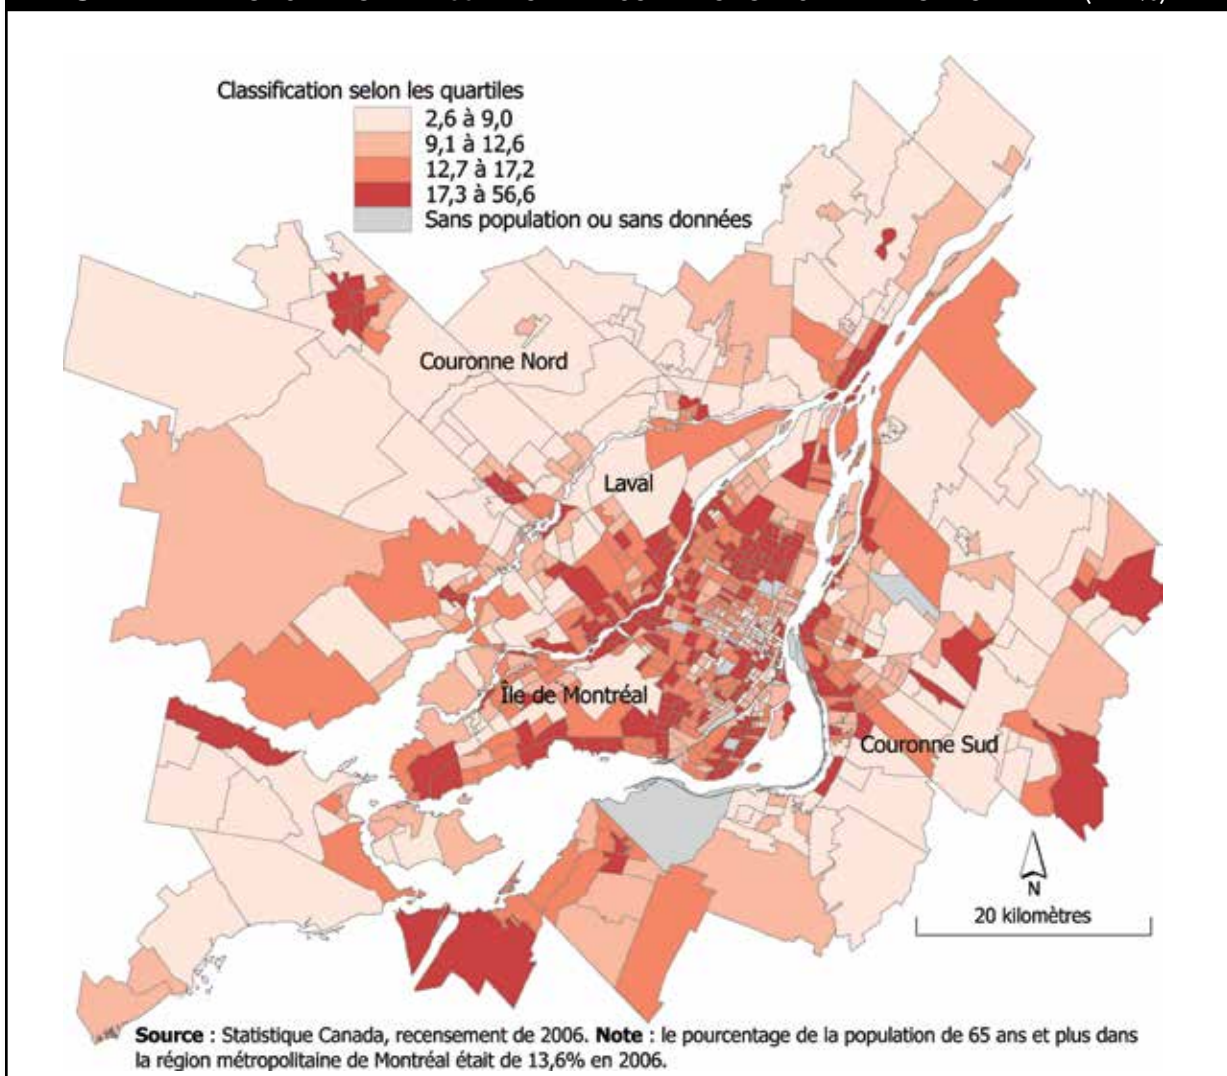 Classification selon les quartiles
2,6 à 9,0
9,1 à 12,6
12,7 à 17,2
17,3 à 56,6
Sans population ou sans données
Couronne Nord
Laval
Île de Montréal
Couronne Sud
N
20 kilomètres
Source : Statistique Canada, recensement de 2006. Note : le pourcentage de la population de 65 ans et plus dans
la région métropolitaine de Montréal était de 13,6% en 2006.